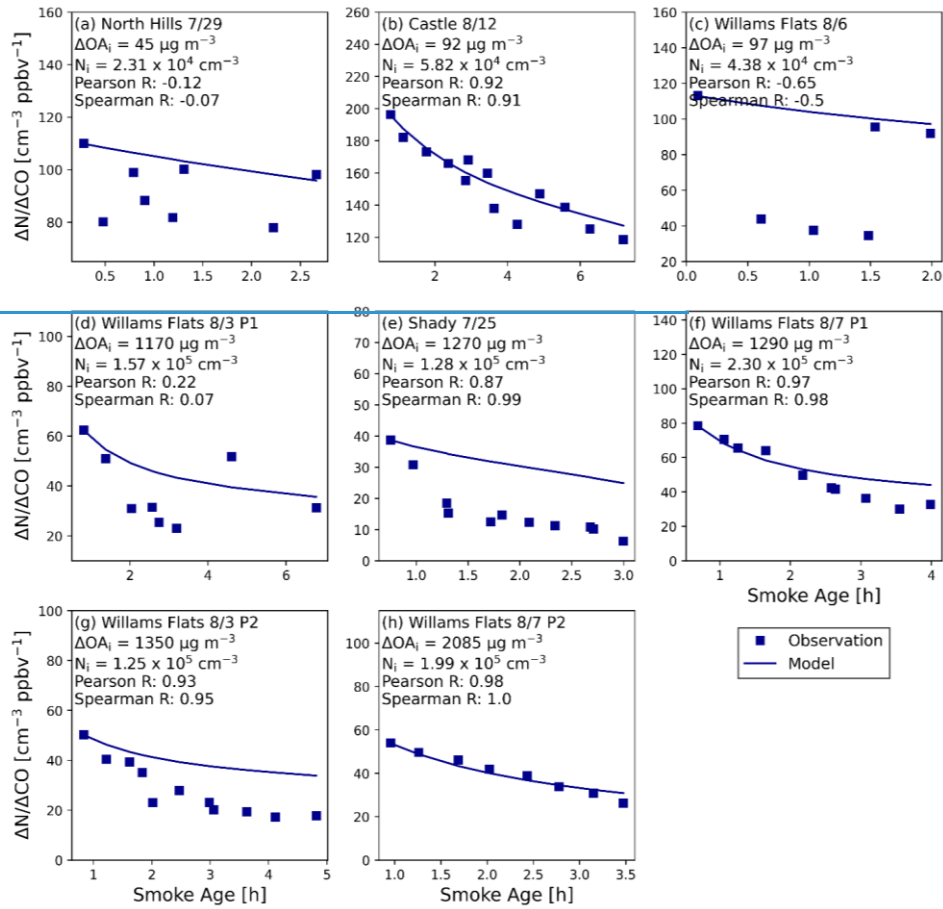 (a) North Hills 7/29
ΔOAᵢ = 45 μg m⁻³
Nᵢ = 2.31 x 10⁴ cm⁻³
Pearson R: -0.12
Spearman R: -0.07
160
140
120
100
80
0.5 1.0 1.5 2.0 2.5
ΔN/ΔCO [cm⁻³ ppbv⁻¹]
(b) Castle 8/12
ΔOAᵢ = 92 μg m⁻³
Nᵢ = 5.82 x 10⁴ cm⁻³
Pearson R: 0.92
Spearman R: 0.91
260
240
220
200
180
160
140
120
2 4 6
(c) Willams Flats 8/6
ΔOAᵢ = 97 μg m⁻³
Nᵢ = 4.38 x 10⁴ cm⁻³
Pearson R: -0.65
Spearman R: -0.5
160
140
120
100
80
60
40
20
0.0 0.5 1.0 1.5 2.0
(d) Willams Flats 8/3 P1
ΔOAᵢ = 1170 μg m⁻³
Nᵢ = 1.57 x 10⁵ cm⁻³
Pearson R: 0.22
Spearman R: 0.07
100
80
60
40
20
2 4 6
ΔN/ΔCO [cm⁻³ ppbv⁻¹]
(e) Shady 7/25
ΔOAᵢ = 1270 μg m⁻³
Nᵢ = 1.28 x 10⁵ cm⁻³
Pearson R: 0.87
Spearman R: 0.99
80
70
60
50
40
30
20
10
0
1.0 1.5 2.0 2.5 3.0
(f) Willams Flats 8/7 P1
ΔOAᵢ = 1290 μg m⁻³
Nᵢ = 2.30 x 10⁵ cm⁻³
Pearson R: 0.97
Spearman R: 0.98
140
120
100
80
60
40
20
0
1 2 3 4
Smoke Age [h]
(g) Willams Flats 8/3 P2
ΔOAᵢ = 1350 μg m⁻³
Nᵢ = 1.25 x 10⁵ cm⁻³
Pearson R: 0.93
Spearman R: 0.95
100
80
60
40
20
0
1 2 3 4 5
Smoke Age [h]
ΔN/ΔCO [cm⁻³ ppbv⁻¹]
(h) Willams Flats 8/7 P2
ΔOAᵢ = 2085 μg m⁻³
Nᵢ = 1.99 x 10⁵ cm⁻³
Pearson R: 0.98
Spearman R: 1.0
100
80
60
40
20
0
1.0 1.5 2.0 2.5 3.0 3.5
Smoke Age [h]
Observation
Model